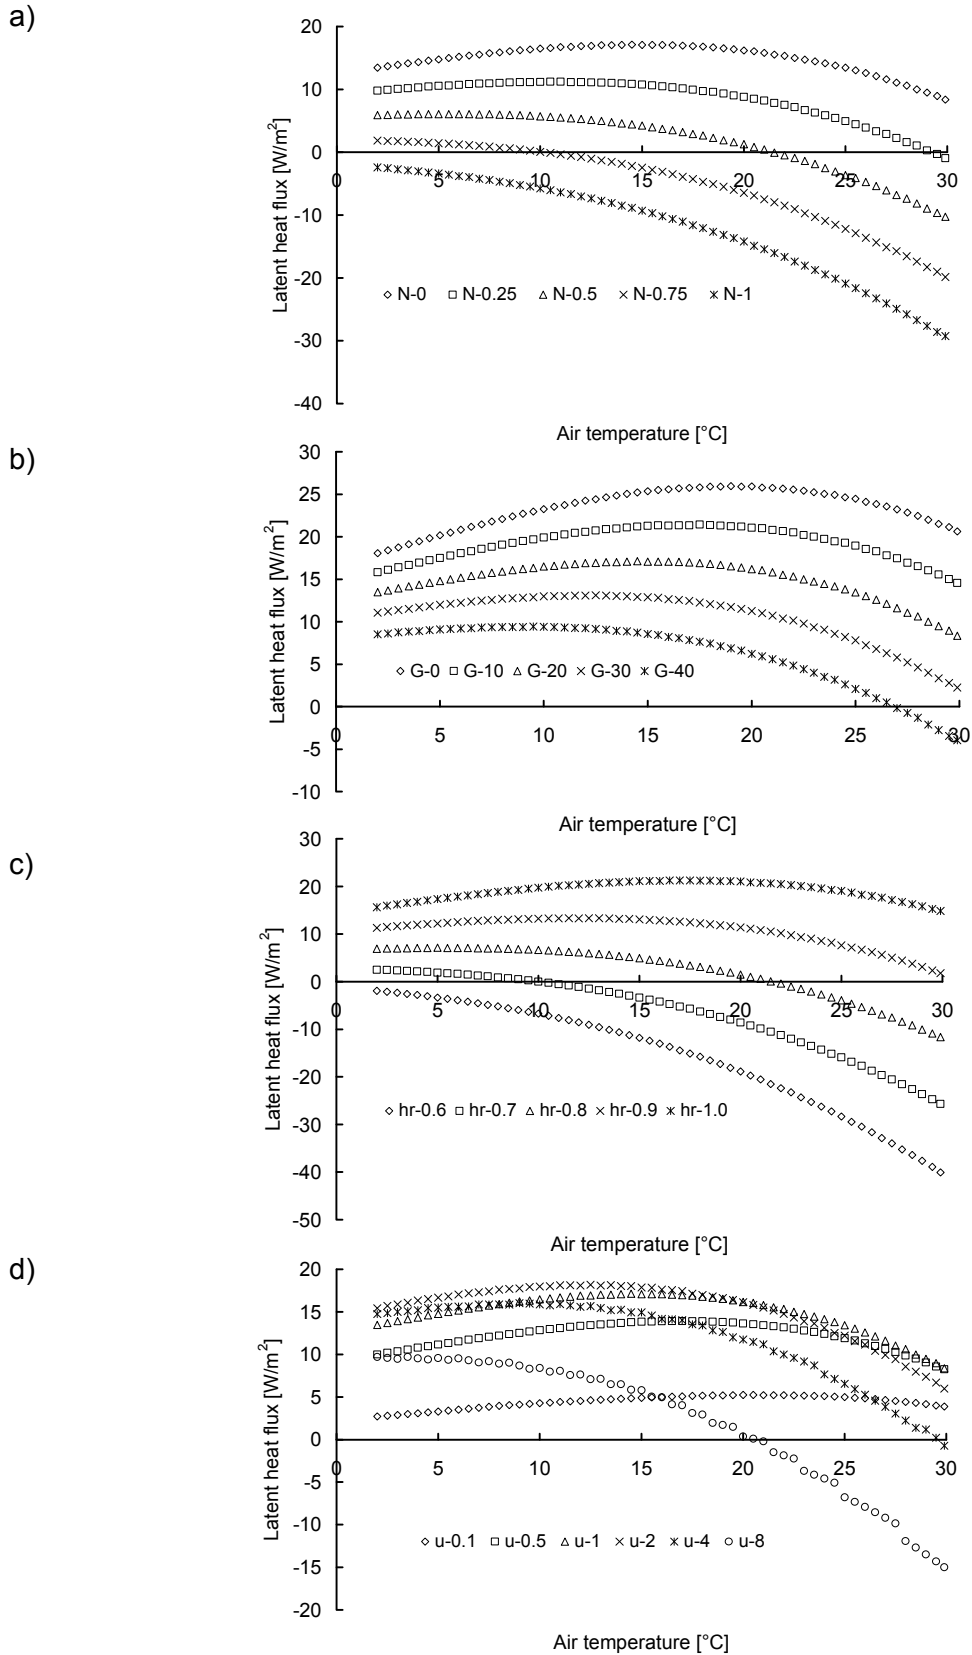 a)
20
10
0
-10
-20
-30
-40
0 5 10 15 20 25 30
Latent heat flux [W/m²]
N-0 N-0.25 N-0.5 N-0.75 N-1
Air temperature [°C]
b)
30
25
20
15
10
5
0
-5
-10
0 5 10 15 20 25 30
Latent heat flux [W/m²]
G-0 G-10 G-20 G-30 G-40
Air temperature [°C]
c)
30
20
10
0
-10
-20
-30
-40
-50
0 5 10 15 20 25 30
Latent heat flux [W/m²]
hr-0.6 hr-0.7 hr-0.8 hr-0.9 hr-1.0
Air temperature [°C]
d)
20
15
10
5
0
-5
-10
-15
-20
0 5 10 15 20 25 30
Latent heat flux [W/m²]
u-0.1 u-0.5 u-1 u-2 u-4 u-8
Air temperature [°C]